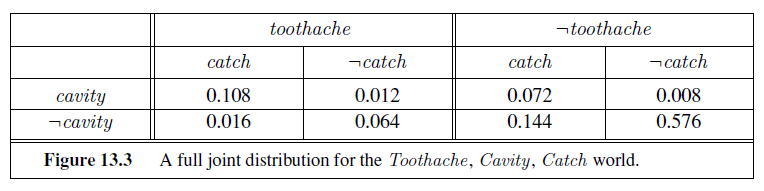 toothache ¬toothache
catch ¬catch catch ¬catch
cavity 0.108 0.012 0.072 0.008
¬cavity 0.016 0.064 0.144 0.576
Figure 13.3 A full joint distribution for the Toothache, Cavity, Catch world.